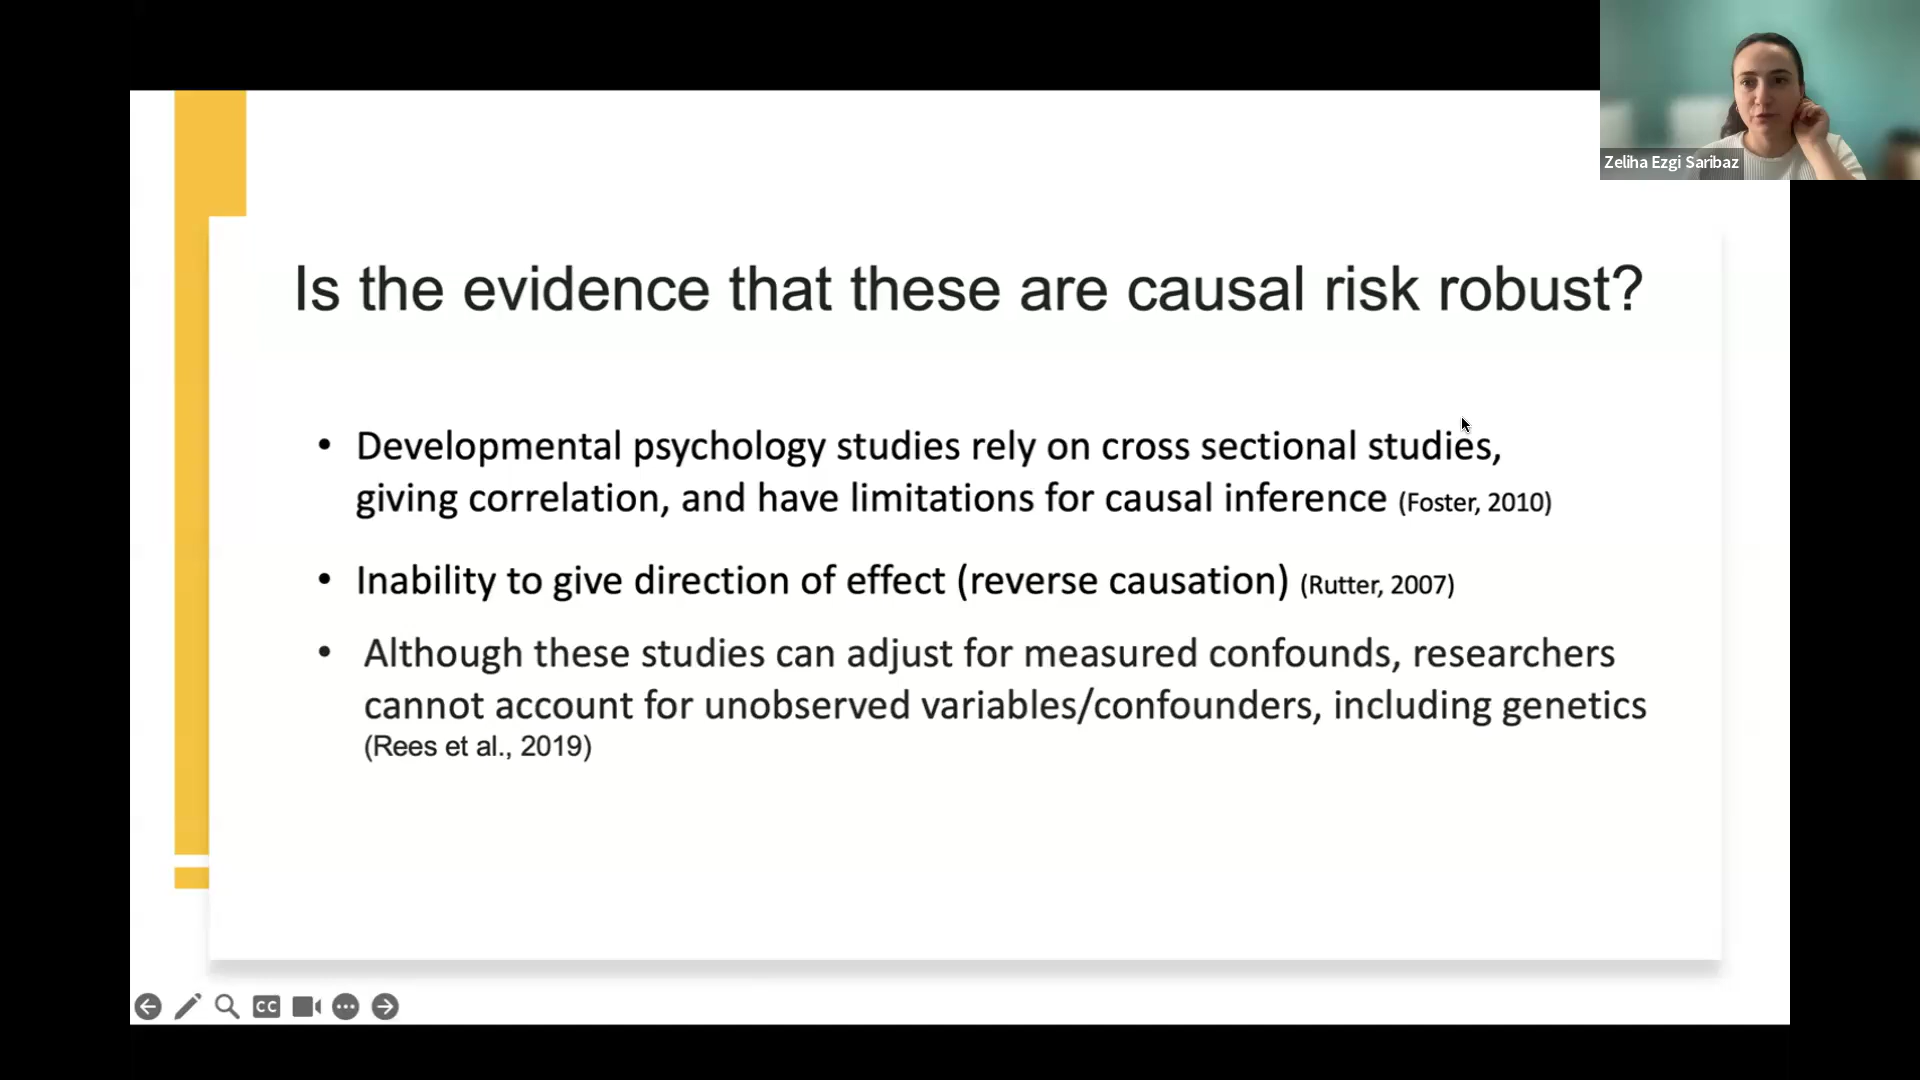 Zeliha Ezgi Saribaz
Is the evidence that these are causal risk robust?
• Developmental psychology studies rely on cross sectional studies,
giving correlation, and have limitations for causal inference (Foster, 2010)
• Inability to give direction of effect (reverse causation) (Rutter, 2007)
• Although these studies can adjust for measured confounds, researchers
cannot account for unobserved variables/confounders, including genetics
(Rees et al., 2019)
CC